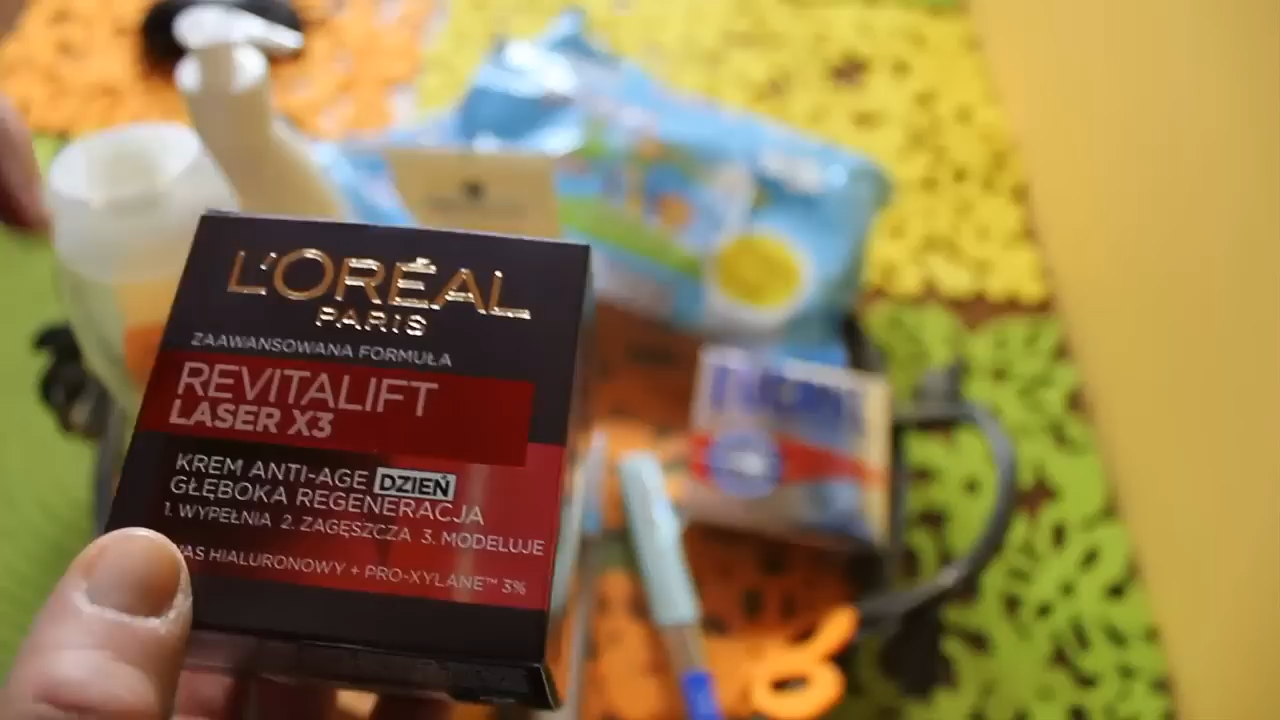 L'ORÉAL
PARIS
ZAAWANSOWANA FORMUŁA
REVITALIFT
LASER X3
KREM ANTI-AGE DZIEŃ
GŁĘBOKA REGENERACJA
1. WYPEŁNIA 2. ZAGĘSZCZA 3. MODELUJE
HIALURONOWY + PRO-XYLANE™ 3%